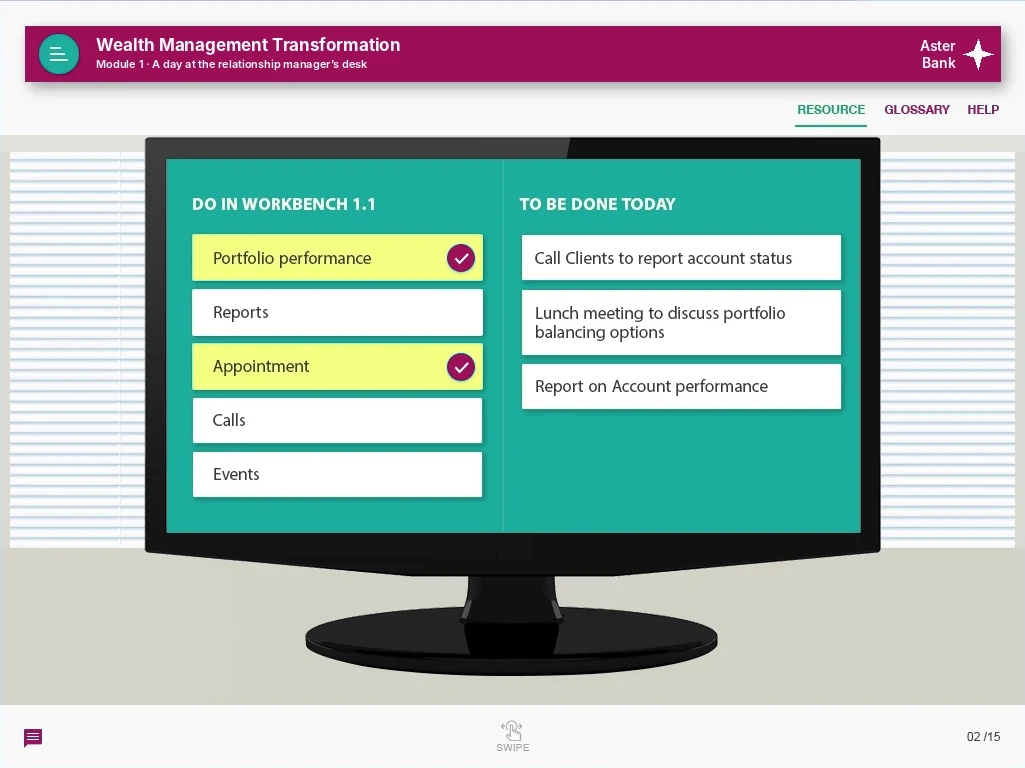 Wealth Management Transformation
Module 1 · A day at the relationship manager's desk
Aster
Bank
RESOURCE
GLOSSARY
HELP
DO IN WORKBENCH 1.1
Portfolio performance
Reports
Appointment
Calls
Events
TO BE DONE TODAY
Call Clients to report account status
Lunch meeting to discuss portfolio
balancing options
Report on Account performance
SWIPE
02 /15